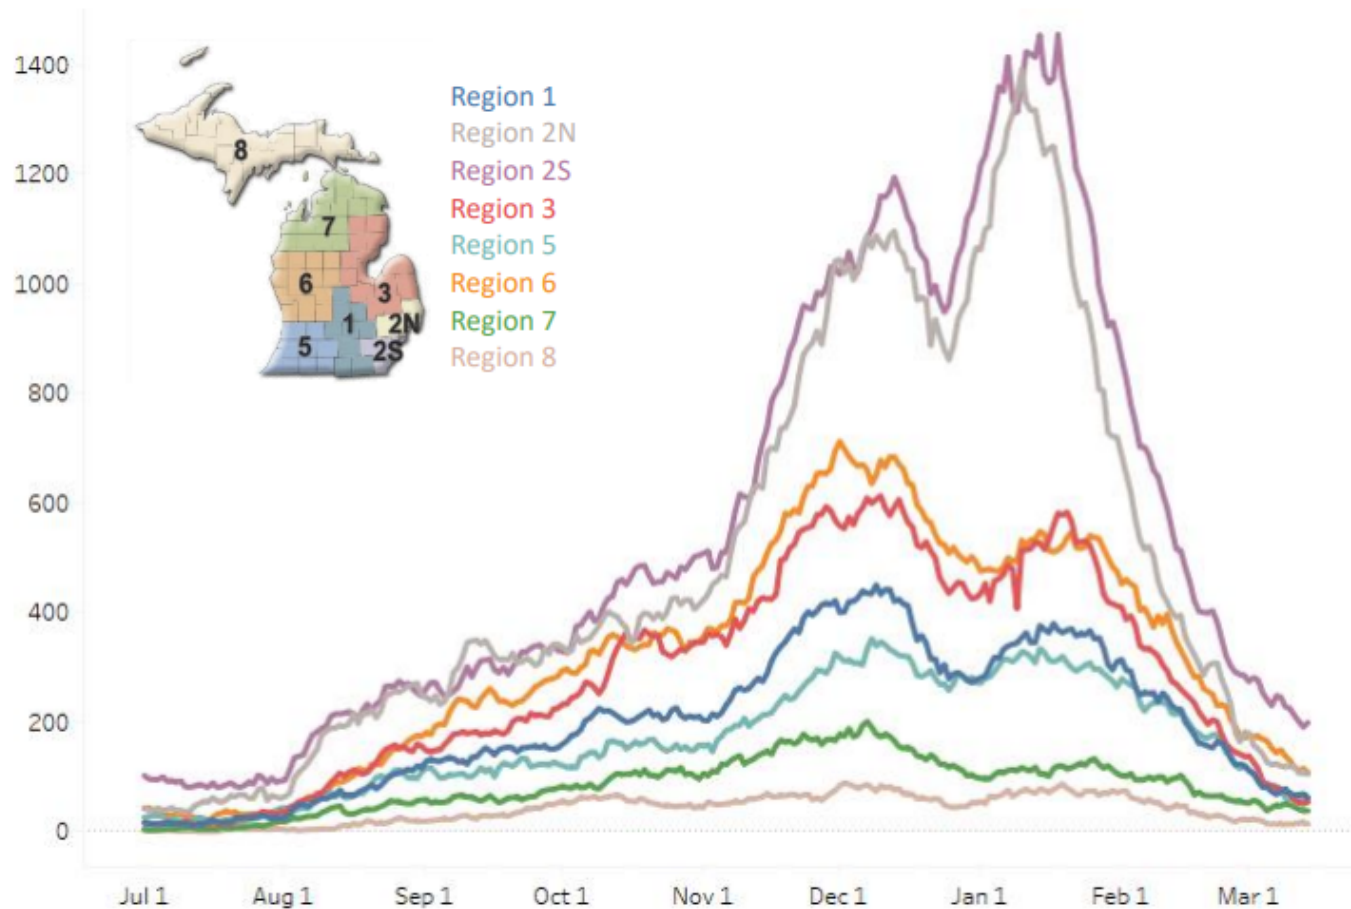 1400
1200
1000
800
600
400
200
0
Jul 1 Aug 1 Sep 1 Oct 1 Nov 1 Dec 1 Jan 1 Feb 1 Mar 1
8
7
6
3
1
2N
5
2S
Region 1
Region 2N
Region 2S
Region 3
Region 5
Region 6
Region 7
Region 8